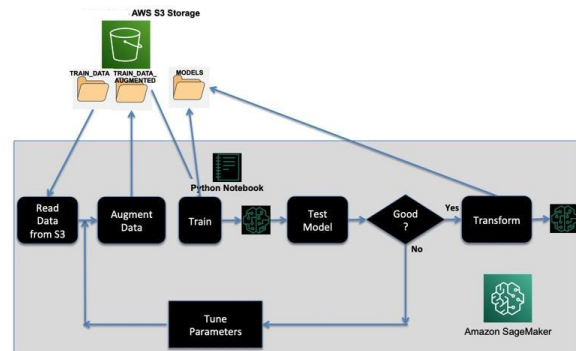 AWS S3 Storage
TRAIN_DATA
TRAIN_DATA_
AUGMENTED
MODELS
Python Notebook
Read
Data
from S3
Augment
Data
Train
Test
Model
Good
?
Yes
No
Transform
Tune
Parameters
Amazon SageMaker